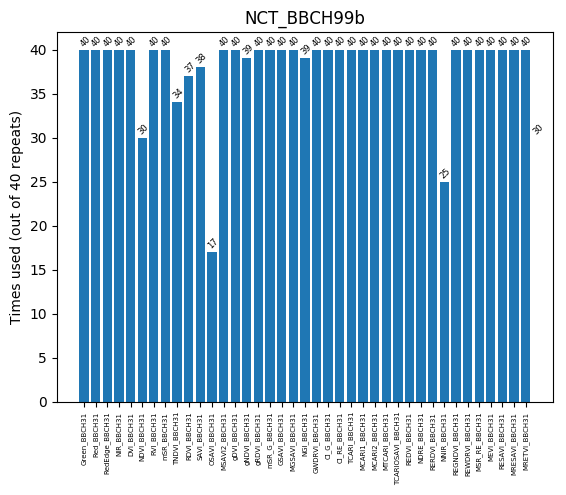 NCT_BBCH99b
Times used (out of 40 repeats)
40
35
30
25
20
15
10
5
0
40 40 40 40 40 30 40 40 34 37 38 17 40 40 39 40 40 40 40 39 40 40 40 40 40 40 40 40 40 40 40 25 40 40 40 40 40 40 40 30
Green_BBCH31
Red_BBCH31
RedEdge_BBCH31
NIR_BBCH31
DVI_BBCH31
NDVI_BBCH31
RVI_BBCH31
mSR_BBCH31
TNDVI_BBCH31
RDVI_BBCH31
SAVI_BBCH31
OSAVI_BBCH31
MSAVI2_BBCH31
gDVI_BBCH31
gNDVI_BBCH31
gRDVI_BBCH31
mSR_G_BBCH31
GSAVI_BBCH31
MGSAVI_BBCH31
NGI_BBCH31
GWDRVI_BBCH31
CI_G_BBCH31
CI_RE_BBCH31
TCARI_BBCH31
MCARI1_BBCH31
MCARI2_BBCH31
MTCARI_BBCH31
TCARIOSAVI_BBCH31
REDVI_BBCH31
NDRE_BBCH31
RERDVI_BBCH31
NNIR_BBCH31
REGNDVI_BBCH31
REWDRVI_BBCH31
MSR_RE_BBCH31
MEVI_BBCH31
RESAVI_BBCH31
MRESAVI_BBCH31
MRETVI_BBCH31